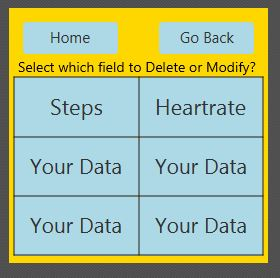 Home Go Back
Select which field to Delete or Modify?
Steps Heartrate
Your Data Your Data
Your Data Your Data